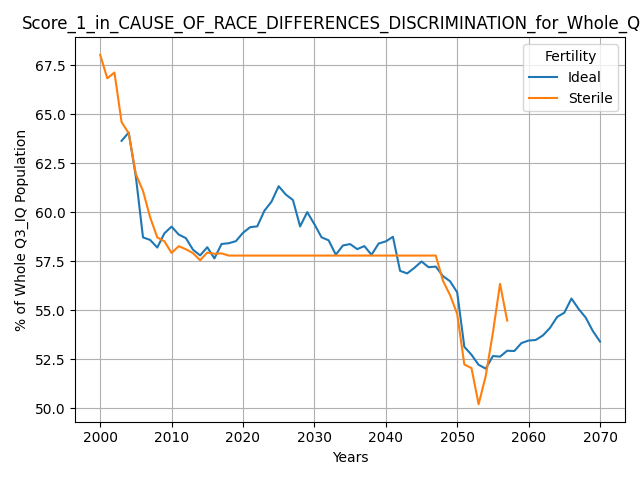 Score_1_in_CAUSE_OF_RACE_DIFFERENCES_DISCRIMINATION_for_Whole_Q
Fertility
Ideal
Sterile
% of Whole Q3_IQ Population
67.5
65.0
62.5
60.0
57.5
55.0
52.5
50.0
2000 2010 2020 2030 2040 2050 2060 2070
Years